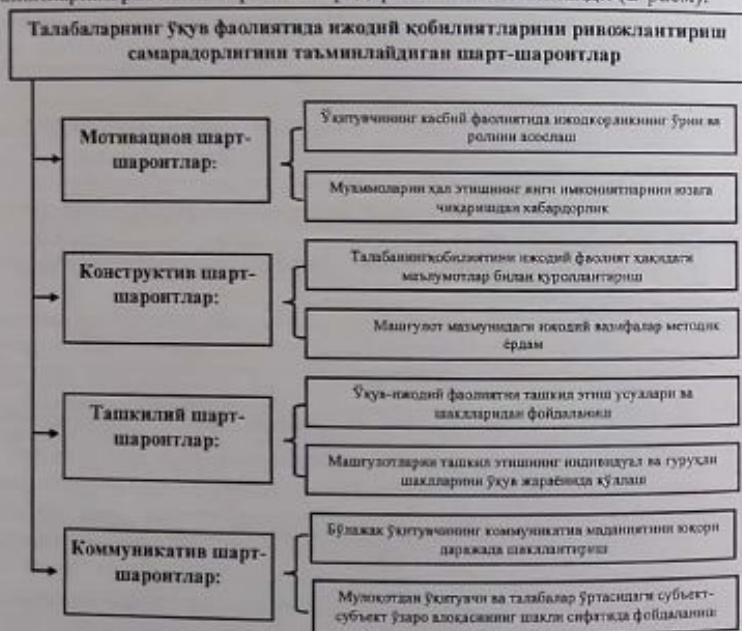 Талабаларнинг ўқув фаолиятида ижодий қобилиятларини ривожлантириш
самарадорлигини таъминлайдиган шарт-шароитлар
Мотивацион шарт-
шароитлар:
Ўқитувчининг касбий фаолиятида ижодкорликнинг ўрни ва
ролини асослаш
Муаммоларни ҳал этишнинг янги имкониятларини юзага
чиқаришдан хабардорлик
Конструктив шарт-
шароитлар:
Талабанингқобилиятини ижодий фаолият ҳақидаги
маълумотлар билан қуроллантириш
Машғулот мазмунидаги ижодий вазифалар методик
ёрдам
Ташкилий шарт-
шароитлар:
Ўқув-ижодий фаолиятни ташкил этиш усуллари ва
шаклларидан фойдаланиш
Машғулотларни ташкил этишнинг индивидуал ва гуруҳли
шаклларини ўқув жараёнида қўллаш
Коммуникатив шарт-
шароитлар:
Бўлажак ўқитувчининг коммуникатив маданиятини юқори
даражада шакллантириш
Мулоқотдан ўқитувчи ва талабалар ўртасидаги субъект-
субъект ўзаро алоқасининг шакли сифатида фойдаланиш